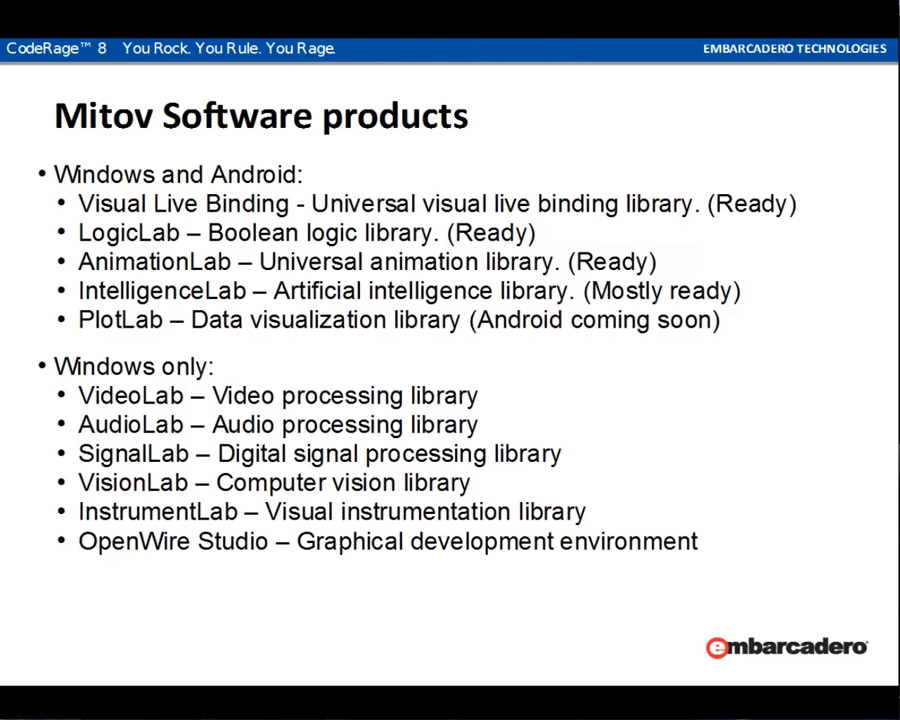 CodeRage™ 8 You Rock. You Rule. You Rage.
EMBARCADERO TECHNOLOGIES
Mitov Software products
• Windows and Android:
• Visual Live Binding - Universal visual live binding library. (Ready)
• LogicLab – Boolean logic library. (Ready)
• AnimationLab – Universal animation library. (Ready)
• IntelligenceLab – Artificial intelligence library. (Mostly ready)
• PlotLab – Data visualization library (Android coming soon)
• Windows only:
• VideoLab – Video processing library
• AudioLab – Audio processing library
• SignalLab – Digital signal processing library
• VisionLab – Computer vision library
• InstrumentLab – Visual instrumentation library
• OpenWire Studio – Graphical development environment
embarcadero